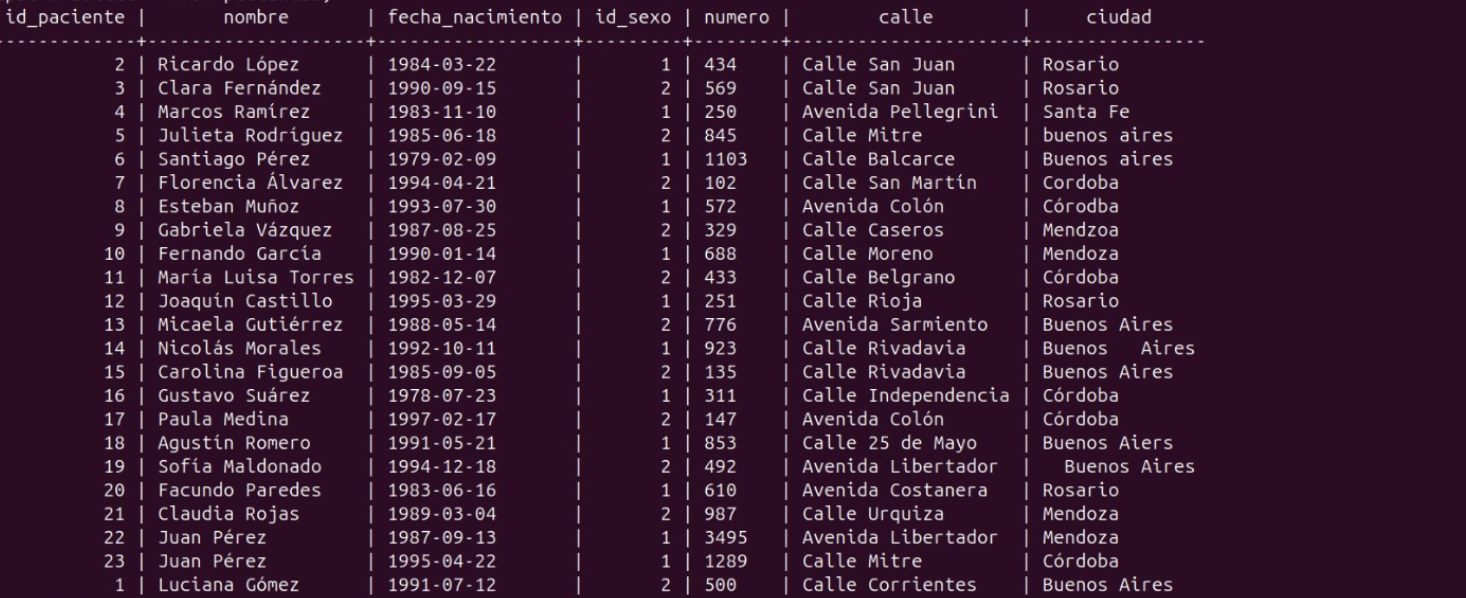 id_paciente |       nombre       | fecha_nacimiento | id_sexo | numero |        calle        |     ciudad
------------+--------------------+------------------+---------+--------+---------------------+----------------
          2 | Ricardo López      | 1984-03-22       |       1 | 434    | Calle San Juan      | Rosario
          3 | Clara Fernández    | 1990-09-15       |       2 | 569    | Calle San Juan      | Rosario
          4 | Marcos Ramírez     | 1983-11-10       |       1 | 250    | Avenida Pellegrini  | Santa Fe
          5 | Julieta Rodríguez  | 1985-06-18       |       2 | 845    | Calle Mitre         | buenos aires
          6 | Santiago Pérez     | 1979-02-09       |       1 | 1103   | Calle Balcarce      | Buenos aires
          7 | Florencia Álvarez  | 1994-04-21       |       2 | 102    | Calle San Martín    | Cordoba
          8 | Esteban Muñoz      | 1993-07-30       |       1 | 572    | Avenida Colón       | Córodba
          9 | Gabriela Vázquez   | 1987-08-25       |       2 | 329    | Calle Caseros       | Mendzoa
         10 | Fernando García    | 1990-01-14       |       1 | 688    | Calle Moreno        | Mendoza
         11 | María Luisa Torres | 1982-12-07       |       2 | 433    | Calle Belgrano      | Córdoba
         12 | Joaquín Castillo   | 1995-03-29       |       1 | 251    | Calle Rioja         | Rosario
         13 | Micaela Gutiérrez  | 1988-05-14       |       2 | 776    | Avenida Sarmiento   | Buenos Aires
         14 | Nicolás Morales    | 1992-10-11       |       1 | 923    | Calle Rivadavia     | Buenos   Aires
         15 | Carolina Figueroa  | 1985-09-05       |       2 | 135    | Calle Rivadavia     | Buenos Aires
         16 | Gustavo Suárez     | 1978-07-23       |       1 | 311    | Calle Independencia | Córdoba
         17 | Paula Medina       | 1997-02-17       |       2 | 147    | Avenida Colón       | Córdoba
         18 | Agustín Romero     | 1991-05-21       |       1 | 853    | Calle 25 de Mayo    | Buenos Aiers
         19 | Sofía Maldonado    | 1994-12-18       |       2 | 492    | Avenida Libertador  |   Buenos Aires
         20 | Facundo Paredes    | 1983-06-16       |       1 | 610    | Avenida Costanera   | Rosario
         21 | Claudia Rojas      | 1989-03-04       |       2 | 987    | Calle Urquiza       | Mendoza
         22 | Juan Pérez         | 1987-09-13       |       1 | 3495   | Avenida Libertador  | Mendoza
         23 | Juan Pérez         | 1995-04-22       |       1 | 1289   | Calle Mitre         | Córdoba
          1 | Luciana Gómez      | 1991-07-12       |       2 | 500    | Calle Corrientes    | Buenos Aires